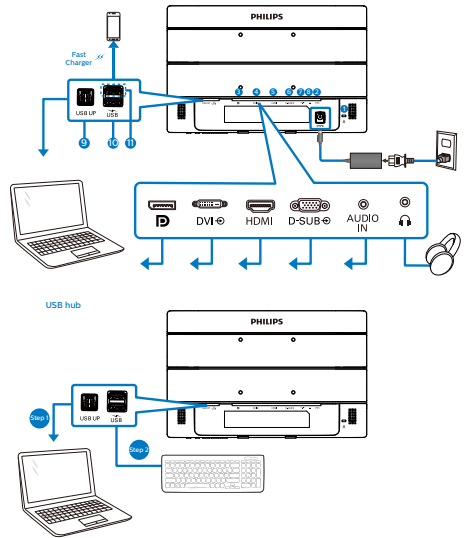 PHILIPS
Fast
Charger
3 4 5 6 7 8 2
1
USB UP
USB
9 10 11
DVI
HDMI
D-SUB
AUDIO
IN
USB hub
PHILIPS
USB UP
USB
Step 1
Step 2